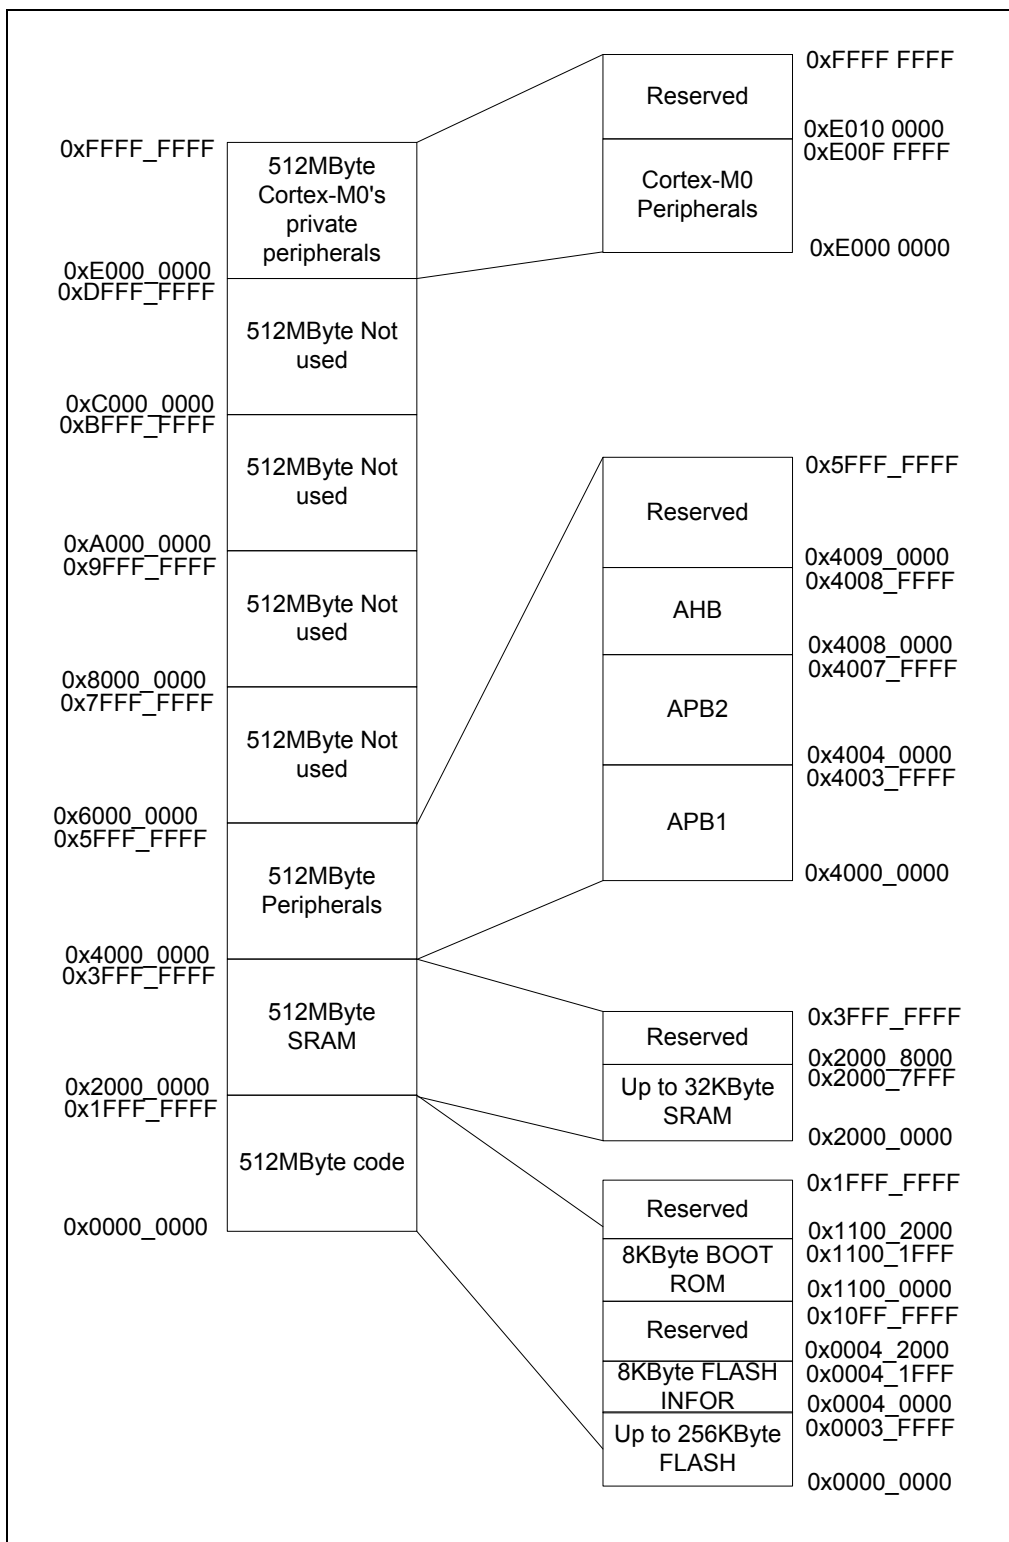 0xFFFF_FFFF
512MByte
Cortex-M0's
private
peripherals
0xE000_0000
0xDFFF_FFFF
512MByte Not
used
0xC000_0000
0xBFFF_FFFF
512MByte Not
used
0xA000_0000
0x9FFF_FFFF
512MByte Not
used
0x8000_0000
0x7FFF_FFFF
512MByte Not
used
0x6000_0000
0x5FFF_FFFF
512MByte
Peripherals
0x4000_0000
0x3FFF_FFFF
512MByte
SRAM
0x2000_0000
0x1FFF_FFFF
512MByte code
0x0000_0000
0xFFFF FFFF
Reserved
0xE010 0000
0xE00F FFFF
Cortex-M0
Peripherals
0xE000 0000
0x5FFF_FFFF
Reserved
0x4009_0000
0x4008_FFFF
AHB
0x4008_0000
0x4007_FFFF
APB2
0x4004_0000
0x4003_FFFF
APB1
0x4000_0000
0x3FFF_FFFF
Reserved
0x2000_8000
0x2000_7FFF
Up to 32KByte
SRAM
0x2000_0000
0x1FFF_FFFF
Reserved
0x1100_2000
0x1100_1FFF
8KByte BOOT
ROM
0x1100_0000
0x10FF_FFFF
Reserved
0x0004_2000
0x0004_1FFF
8KByte FLASH
INFOR
0x0004_0000
0x0003_FFFF
Up to 256KByte
FLASH
0x0000_0000